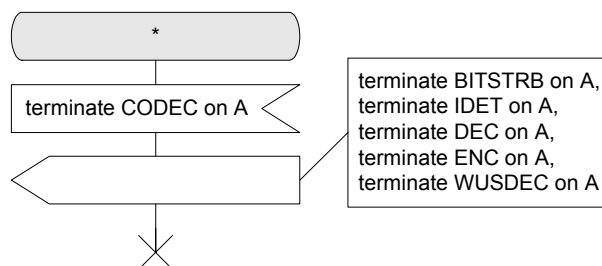 *
terminate CODEC on A
terminate BITSTRB on A,
terminate IDET on A,
terminate DEC on A,
terminate ENC on A,
terminate WUSDEC on A